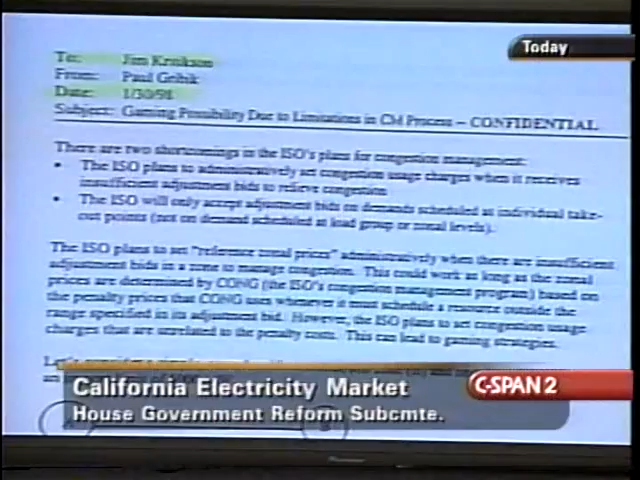 Today
To: Jim Kritikson
From: Paul Gribik
Date: 1/30/98
Subject: Gaming Possibility Due to Limitations in CM Process – CONFIDENTIAL
There are two shortcomings in the ISO's plans for congestion management:
• The ISO plans to administratively set congestion usage charges when it receives
insufficient adjustment bids to relieve congestion
• The ISO will only accept adjustment bids on demands scheduled at individual take-
out points (not on demand scheduled at load group or zonal levels).
The ISO plans to set "reference zonal prices" administratively when there are insufficient
adjustment bids in a zone to manage congestion. This could work as long as the zonal
prices are determined by CONG (the ISO's congestion management program) based on
the penalty prices that CONG uses whenever it must schedule a resource outside the
range specified in its adjustment bid. However, the ISO plans to set congestion usage
charges that are unrelated to the penalty costs. This can lead to gaming strategies.
California Electricity Market
House Government Reform Subcmte.
C-SPAN 2